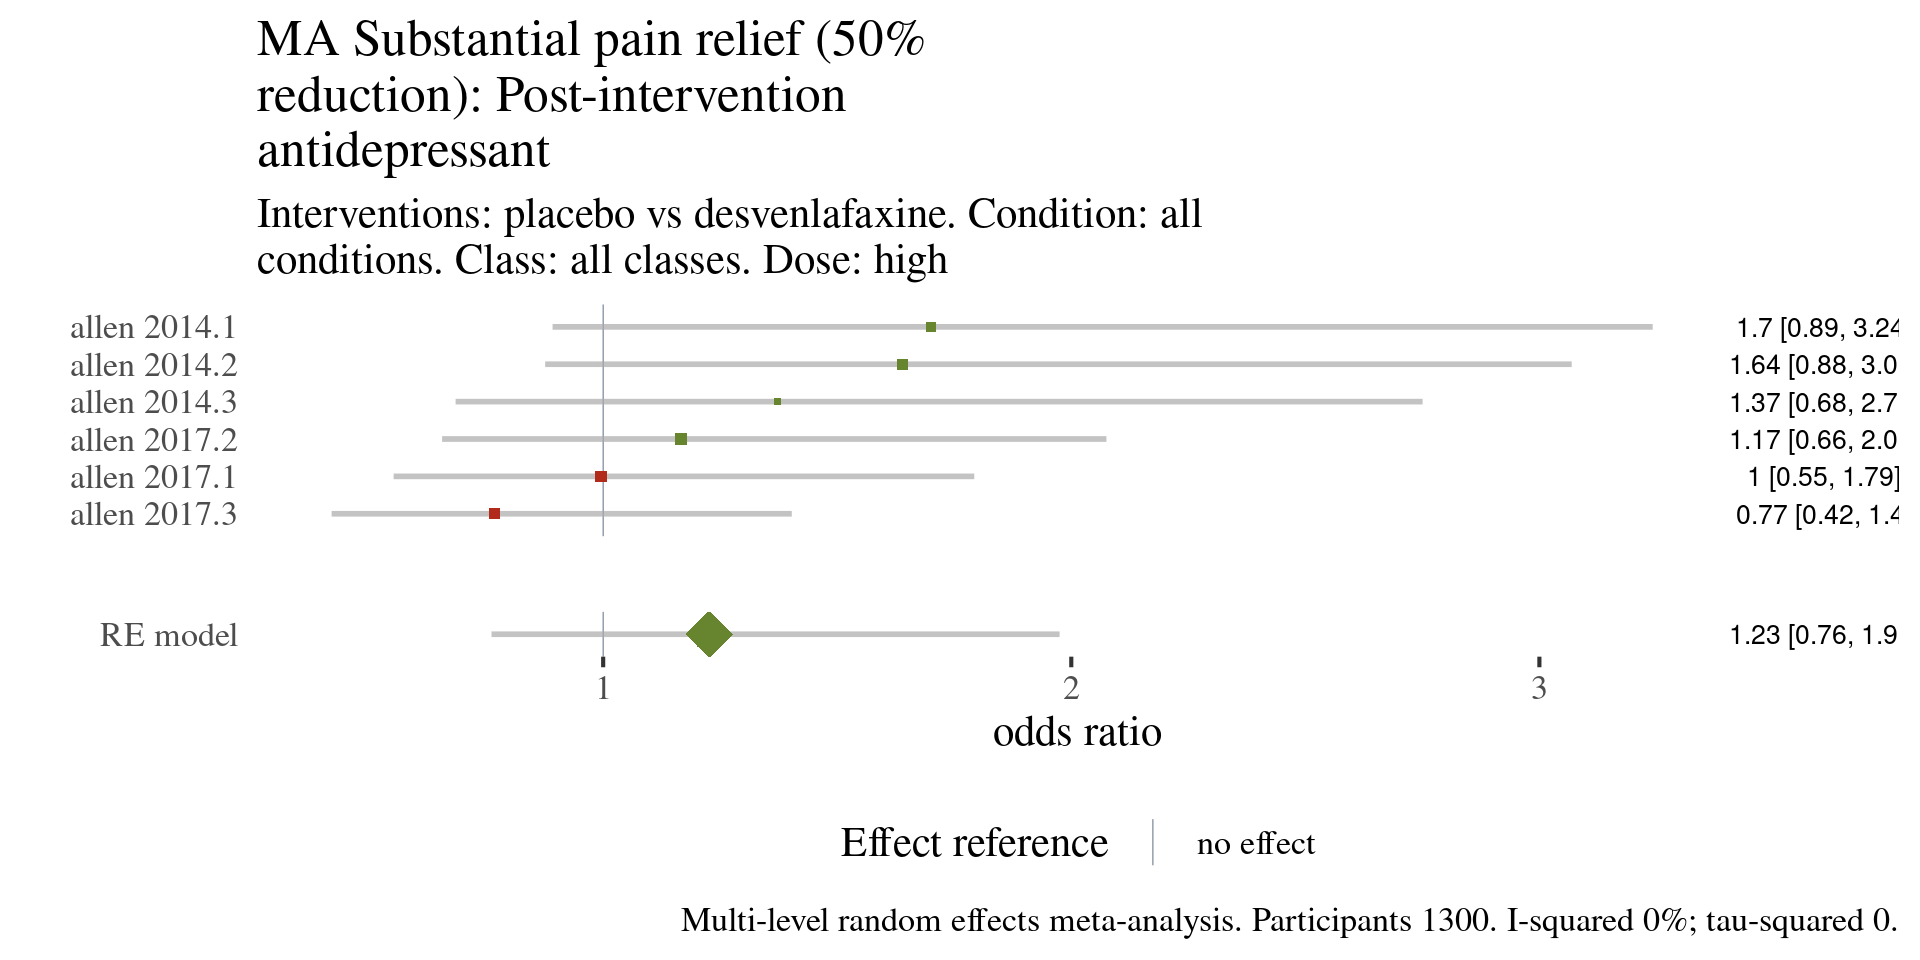 MA Substantial pain relief (50%
reduction): Post-intervention
antidepressant
Interventions: placebo vs desvenlafaxine. Condition: all
conditions. Class: all classes. Dose: high
allen 2014.1 1.7 [0.89, 3.24
allen 2014.2 1.64 [0.88, 3.0
allen 2014.3 1.37 [0.68, 2.7
allen 2017.2 1.17 [0.66, 2.0
allen 2017.1 1 [0.55, 1.79]
allen 2017.3 0.77 [0.42, 1.4
RE model 1.23 [0.76, 1.9
1 2 3
odds ratio
Effect reference no effect
Multi-level random effects meta-analysis. Participants 1300. I-squared 0%; tau-squared 0.